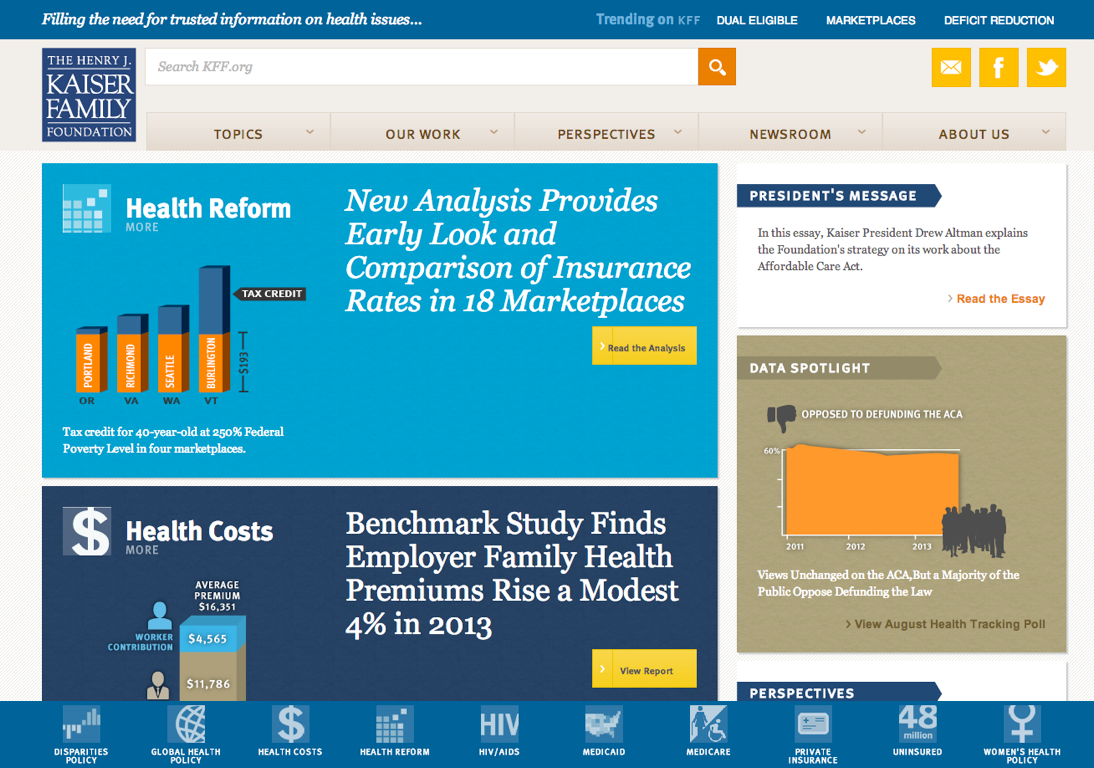 Filling the need for trusted information on health issues...
Trending on KFF
DUAL ELIGIBLE
MARKETPLACES
DEFICIT REDUCTION
THE HENRY J.
KAISER
FAMILY
FOUNDATION
Search KFF.org
TOPICS
OUR WORK
PERSPECTIVES
NEWSROOM
ABOUT US
Health Reform
MORE
New Analysis Provides
Early Look and
Comparison of Insurance
Rates in 18 Marketplaces
Read the Analysis
TAX CREDIT
PORTLAND
RICHMOND
SEATTLE
BURLINGTON
$193
OR
VA
WA
VT
Tax credit for 40-year-old at 250% Federal
Poverty Level in four marketplaces.
PRESIDENT'S MESSAGE
In this essay, Kaiser President Drew Altman explains
the Foundation's strategy on its work about the
Affordable Care Act.
Read the Essay
DATA SPOTLIGHT
OPPOSED TO DEFUNDING THE ACA
60%
2011
2012
2013
Views Unchanged on the ACA,But a Majority of the
Public Oppose Defunding the Law
View August Health Tracking Poll
Health Costs
MORE
Benchmark Study Finds
Employer Family Health
Premiums Rise a Modest
4% in 2013
View Report
AVERAGE
PREMIUM
$16,351
WORKER
CONTRIBUTION
$4,565
$11,786
PERSPECTIVES
DISPARITIES
POLICY
GLOBAL HEALTH
POLICY
$
HEALTH COSTS
HEALTH REFORM
HIV
HIV/AIDS
MEDICAID
MEDICARE
PRIVATE
INSURANCE
48
million
UNINSURED
WOMEN'S HEALTH
POLICY